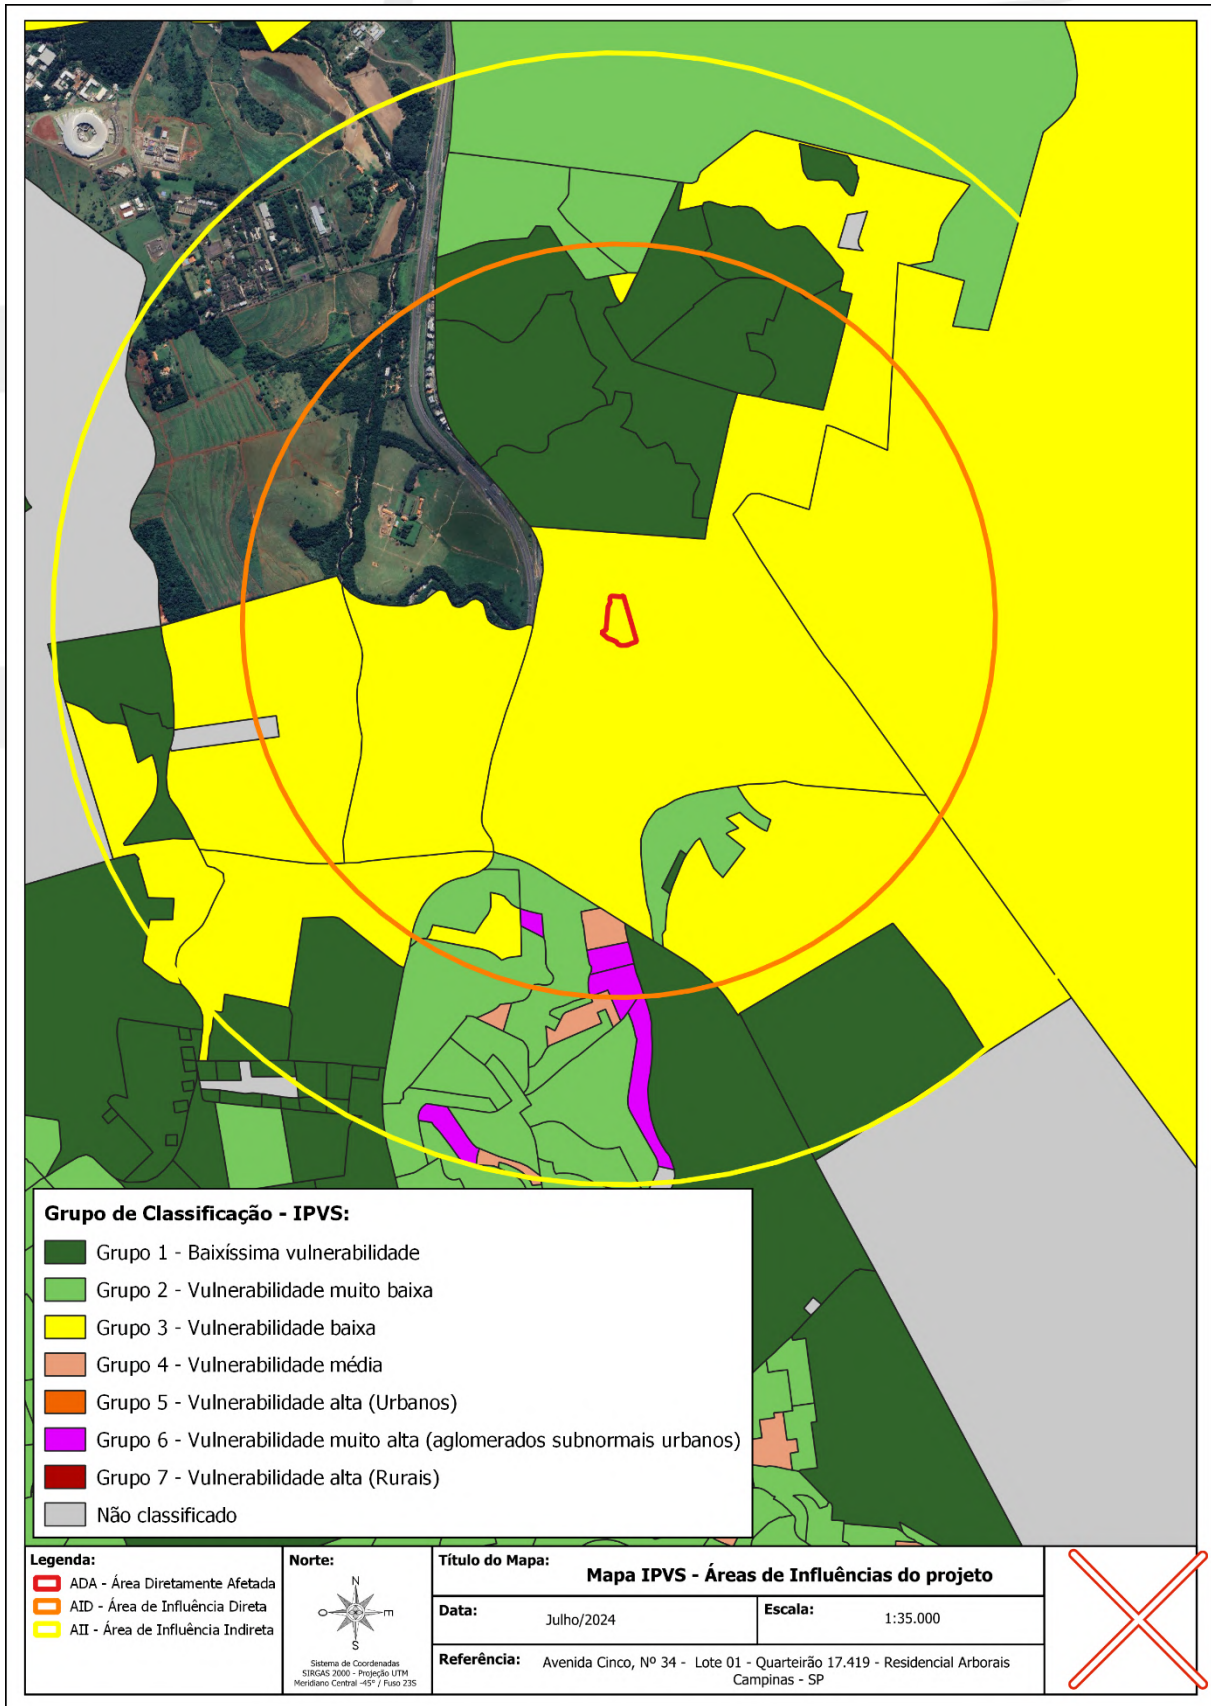 Grupo de Classificação - IPVS:
Grupo 1 - Baixíssima vulnerabilidade
Grupo 2 - Vulnerabilidade muito baixa
Grupo 3 - Vulnerabilidade baixa
Grupo 4 - Vulnerabilidade média
Grupo 5 - Vulnerabilidade alta (Urbanos)
Grupo 6 - Vulnerabilidade muito alta (aglomerados subnormais urbanos)
Grupo 7 - Vulnerabilidade alta (Rurais)
Não classificado
Legenda:
ADA - Área Diretamente Afetada
AID - Área de Influência Direta
AII - Área de Influência Indireta
Norte:
N
O E
S
Sistema de Coordenadas
SIRGAS 2000 - Projeção UTM
Meridiano Central -45º / Fuso 23S
Título do Mapa:
Mapa IPVS - Áreas de Influências do projeto
Data:
Julho/2024
Escala:
1:35.000
Referência: Avenida Cinco, Nº 34 - Lote 01 - Quarteirão 17.419 - Residencial Arborais
Campinas - SP